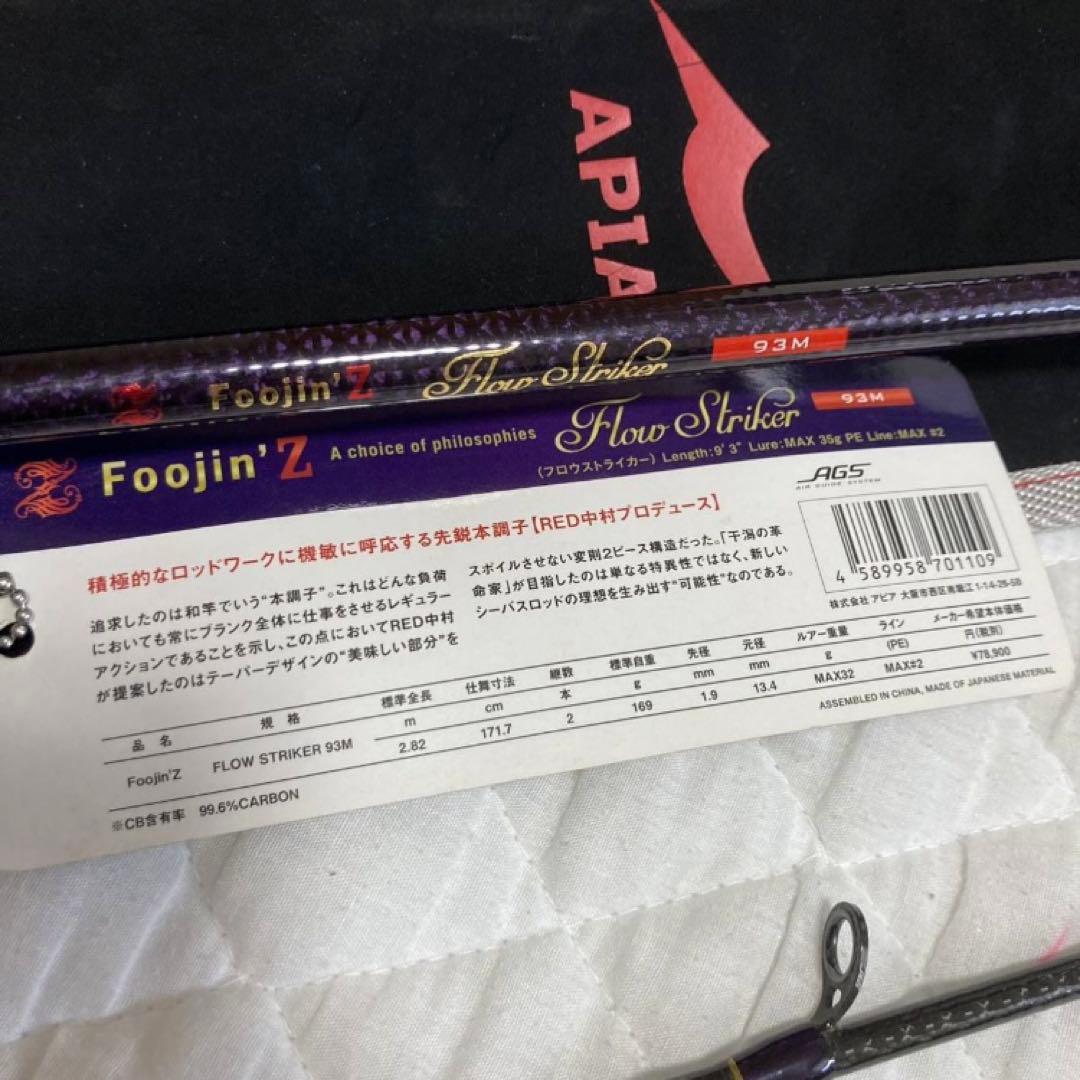 APIA
Foojin'Z Flow Striker 93M
Foojin'Z A choice of philosophies Flow Striker 93M
(フロウストライカー) Length:9' 3" Lure:MAX 35g PE Line:MAX #2
AGS
AIR GUIDE SYSTEM
積極的なロッドワークに機敏に呼応する先鋭本調子【RED中村プロデュース】
追求したのは和竿でいう“本調子”。これはどんな負荷
においても常にブランク全体に仕事をさせるレギュラー
アクションであることを示し、この点においてRED中村
が提案したのはテーパーデザインの“美味しい部分”を
スポイルさせない変則2ピース構造だった。「干潟の革
命家」が目指したのは単なる特異性ではなく、新しい
シーバスロッドの理想を生み出す“可能性”なのである。
4 589958 701109
株式会社 アピア 大阪市西区南堀江1-14-26-5B
品 名 規 格 標準全長 仕舞寸法 継数 標準自重 先径 元径 ルアー重量 ライン メーカー希望本体価格
m cm 本 g mm mm g (PE) 円(税別)
Foojin'Z FLOW STRIKER 93M 2.82 171.7 2 169 1.9 13.4 MAX32 MAX#2 ¥78,900
※CB含有率 99.6%CARBON
ASSEMBLED IN CHINA, MADE OF JAPANESE MATERIAL